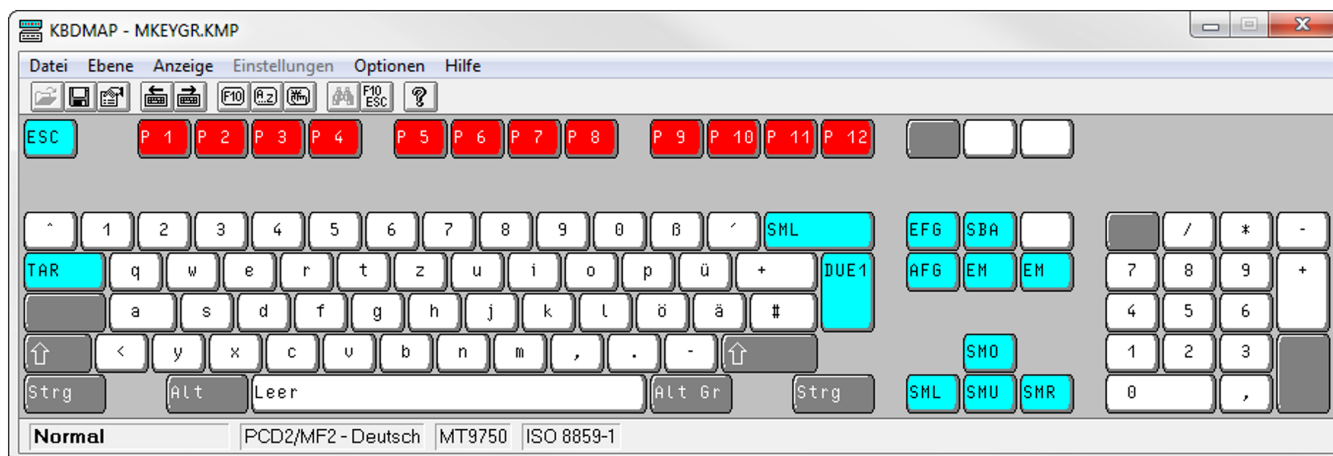 KBDMAP - MKEYGR.KMP
Datei Ebene Anzeige Einstellungen Optionen Hilfe
F10 A..Z F10 ESC ?
ESC P 1 P 2 P 3 P 4 P 5 P 6 P 7 P 8 P 9 P 10 P 11 P 12
^ 1 2 3 4 5 6 7 8 9 0 ß ´ SML EFG SBA / * -
TAR q w e r t z u i o p ü + DUE1 AFG EM EM 7 8 9 +
a s d f g h j k l ö ä # 4 5 6
< y x c v b n m , . - SMO 1 2 3
Strg Alt Leer Alt Gr Strg SML SMU SMR 0 ,
Normal PCD2/MF2 - Deutsch MT9750 ISO 8859-1